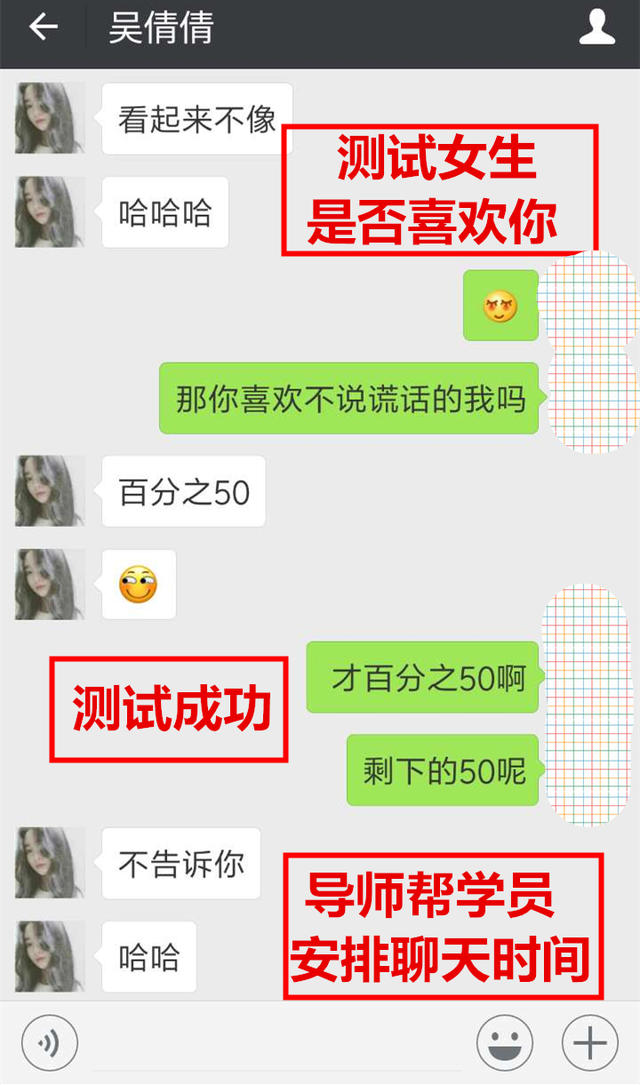 吴倩倩
看起来不像
测试女生
是否喜欢你
哈哈哈
那你喜欢不说谎话的我吗
百分之50
才百分之50啊
测试成功
剩下的50呢
不告诉你
导师帮学员
安排聊天时间
哈哈